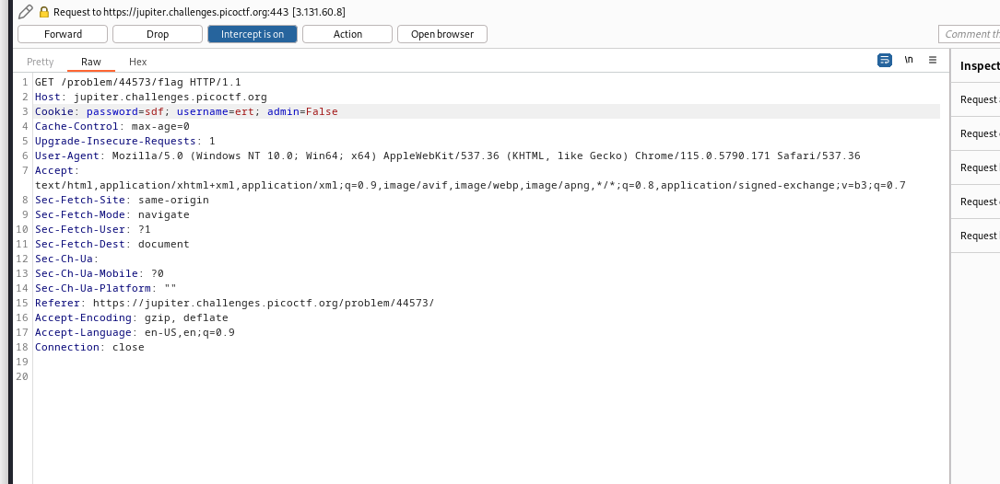 Request to https://jupiter.challenges.picoctf.org:443 [3.131.60.8]
Forward Drop Intercept is on Action Open browser
Comment th
Pretty Raw Hex \n
Inspect
1 GET /problem/44573/flag HTTP/1.1
2 Host: jupiter.challenges.picoctf.org
3 Cookie: password=sdf; username=ert; admin=False
4 Cache-Control: max-age=0
5 Upgrade-Insecure-Requests: 1
6 User-Agent: Mozilla/5.0 (Windows NT 10.0; Win64; x64) AppleWebKit/537.36 (KHTML, like Gecko) Chrome/115.0.5790.171 Safari/537.36
7 Accept:
text/html,application/xhtml+xml,application/xml;q=0.9,image/avif,image/webp,image/apng,*/*;q=0.8,application/signed-exchange;v=b3;q=0.7
8 Sec-Fetch-Site: same-origin
9 Sec-Fetch-Mode: navigate
10 Sec-Fetch-User: ?1
11 Sec-Fetch-Dest: document
12 Sec-Ch-Ua:
13 Sec-Ch-Ua-Mobile: ?0
14 Sec-Ch-Ua-Platform: ""
15 Referer: https://jupiter.challenges.picoctf.org/problem/44573/
16 Accept-Encoding: gzip, deflate
17 Accept-Language: en-US,en;q=0.9
18 Connection: close
19
20
Request
Request
Request
Request
Request